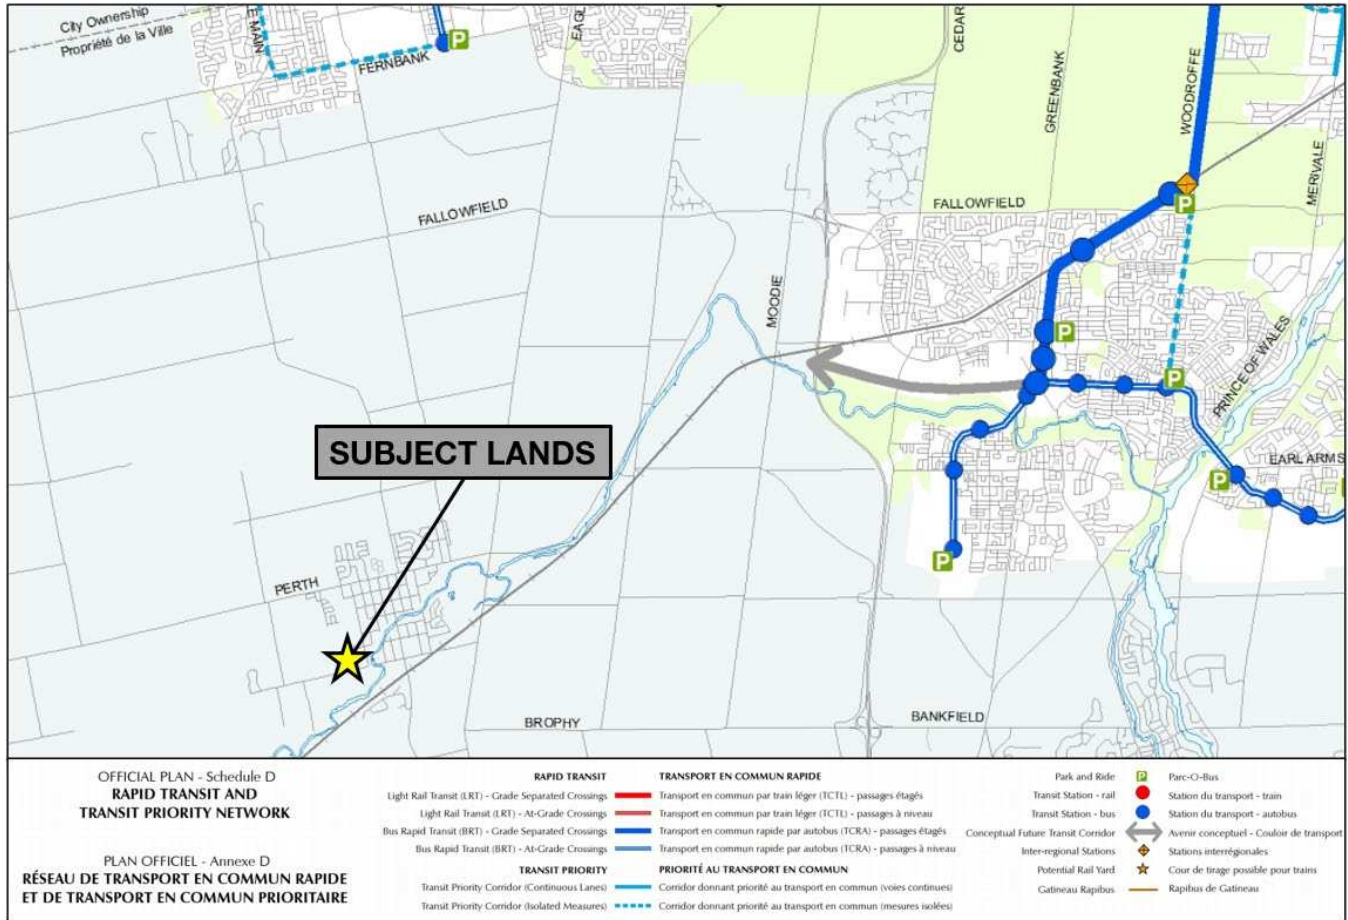 City Ownership
Propriété de la Ville
LE MAIN
FERNBANK
EAGL
CEDAR
GREENBANK
WOODROFFE
MERIVALE
P
FALLOWFIELD
FALLOWFIELD
P
MOODIE
P
PRINCE OF WALES
P
SUBJECT LANDS
EARL ARMS
P
P
PERTH
BROPHY
BANKFIELD
OFFICIAL PLAN - Schedule D
RAPID TRANSIT AND
TRANSIT PRIORITY NETWORK
PLAN OFFICIEL - Annexe D
RÉSEAU DE TRANSPORT EN COMMUN RAPIDE
ET DE TRANSPORT EN COMMUN PRIORITAIRE
RAPID TRANSIT TRANSPORT EN COMMUN RAPIDE
Light Rail Transit (LRT) - Grade Separated Crossings Transport en commun par train léger (TCTL) - passages étagés
Light Rail Transit (LRT) - At-Grade Crossings Transport en commun par train léger (TCTL) - passages à niveau
Bus Rapid Transit (BRT) - Grade Separated Crossings Transport en commun rapide par autobus (TCRA) - passages étagés
Bus Rapid Transit (BRT) - At-Grade Crossings Transport en commun rapide par autobus (TCRA) - passages à niveau
TRANSIT PRIORITY PRIORITÉ AU TRANSPORT EN COMMUN
Transit Priority Corridor (Continuous Lanes) Corridor donnant priorité au transport en commun (voies continues)
Transit Priority Corridor (Isolated Measures) Corridor donnant priorité au transport en commun (mesures isolées)
Park and Ride P Parc-O-Bus
Transit Station - rail Station du transport - train
Transit Station - bus Station du transport - autobus
Conceptual Future Transit Corridor Avenir conceptuel - Couloir de transport
Inter-regional Stations Stations interrégionales
Potential Rail Yard Cour de tirage possible pour trains
Gatineau Rapibus Rapibus de Gatineau